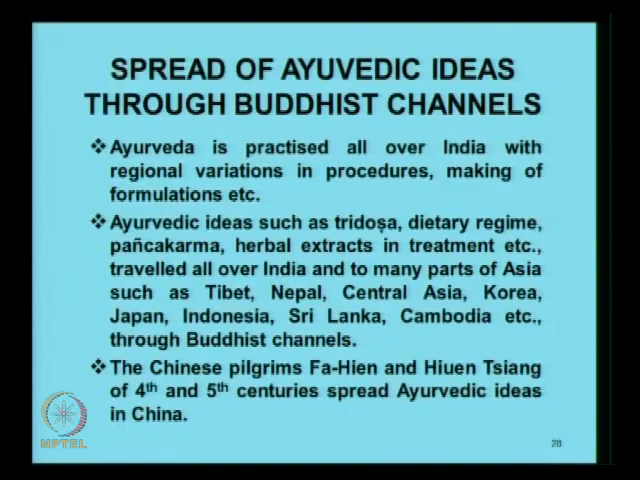 SPREAD OF AYUVEDIC IDEAS
THROUGH BUDDHIST CHANNELS
❖ Ayurveda is practised all over India with
regional variations in procedures, making of
formulations etc.
❖ Ayurvedic ideas such as tridoṣa, dietary regime,
pañcakarma, herbal extracts in treatment etc.,
travelled all over India and to many parts of Asia
such as Tibet, Nepal, Central Asia, Korea,
Japan, Indonesia, Sri Lanka, Cambodia etc.,
through Buddhist channels.
❖ The Chinese pilgrims Fa-Hien and Hiuen Tsiang
of 4th and 5th centuries spread Ayurvedic ideas
in China.
NPTEL
28